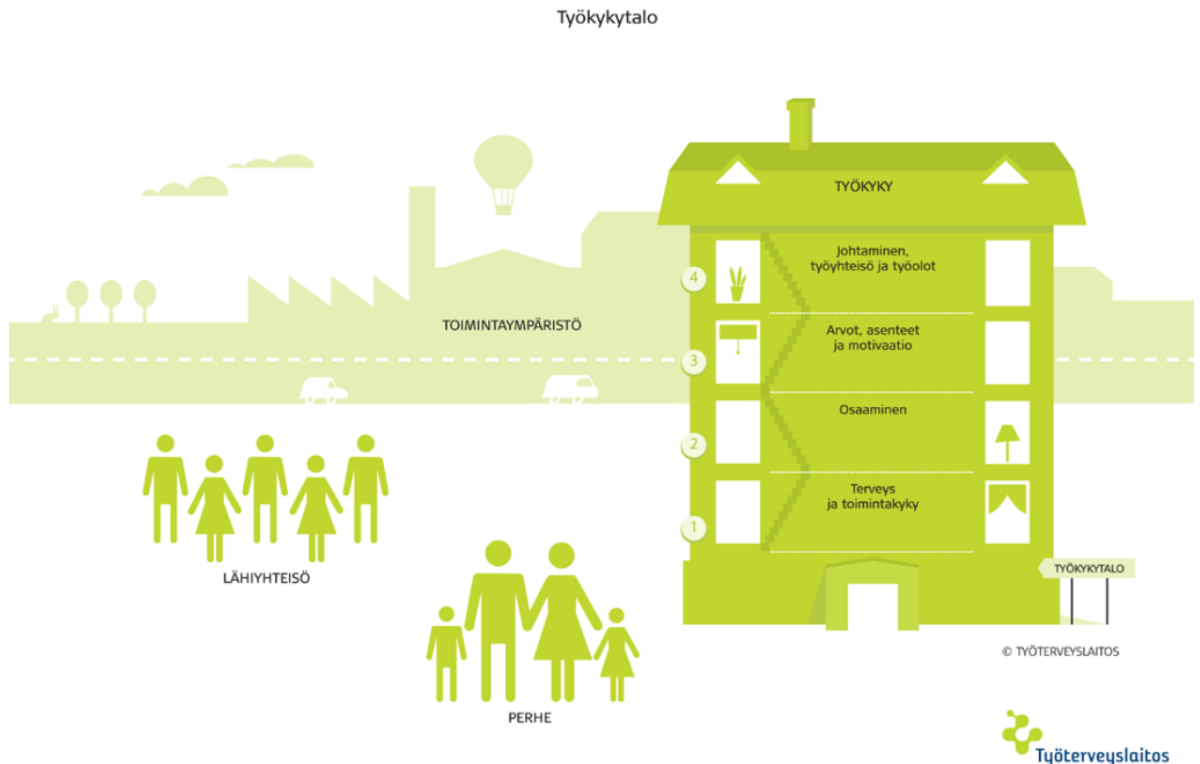 Työkykytalo
TYÖKYKY
Johtaminen,
työyhteisö ja työolot
4
TOIMINTAYMPÄRISTÖ
Arvot, asenteet
ja motivaatio
3
Osaaminen
2
Terveys
ja toimintakyky
1
LÄHIYHTEISÖ
TYÖKYKYTALO
© TYÖTERVEYSLAITOS
PERHE
Työterveyslaitos